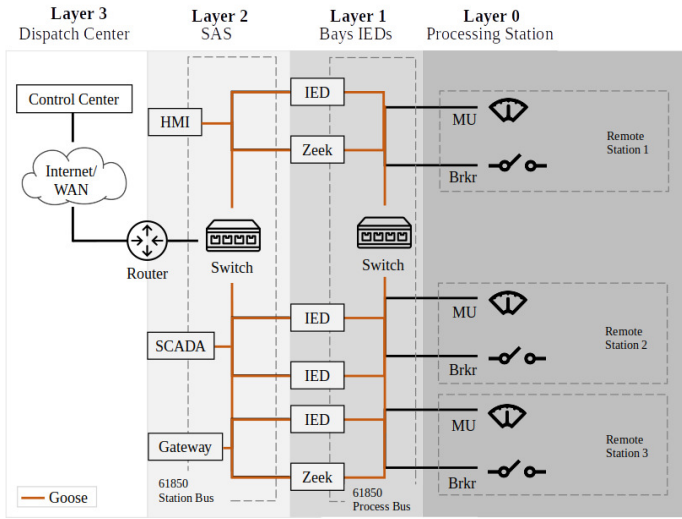 Layer 3
Dispatch Center
Layer 2
SAS
Layer 1
Bays IEDs
Layer 0
Processing Station
Control Center
Internet/
WAN
Router
HMI
Switch
SCADA
Gateway
61850
Station Bus
IED
Zeek
Switch
IED
IED
IED
Zeek
61850
Process Bus
MU
Brkr
Remote
Station 1
MU
Brkr
Remote
Station 2
MU
Brkr
Remote
Station 3
Goose